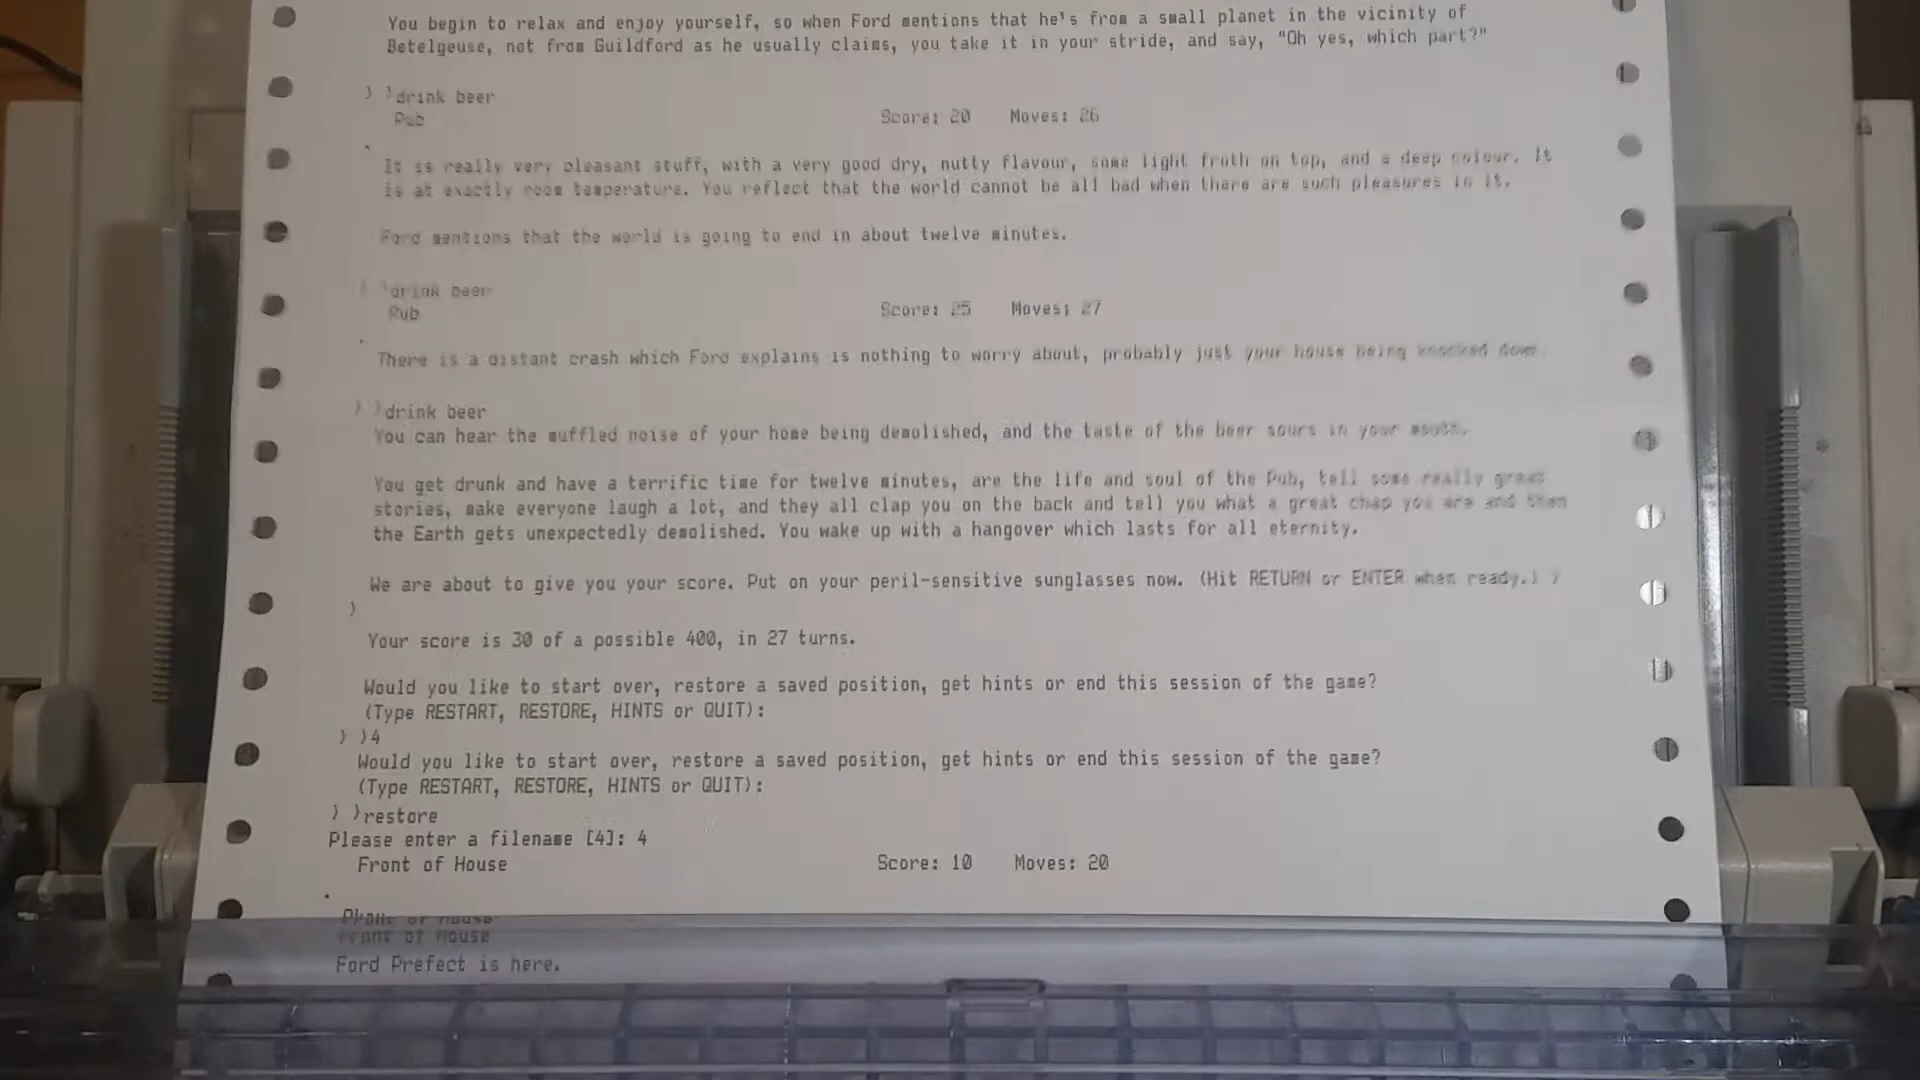 You begin to relax and enjoy yourself, so when Ford mentions that he's from a small planet in the vicinity of
Betelgeuse, not from Guildford as he usually claims, you take it in your stride, and say, "Oh yes, which part?"
⟩ ⟩drink beer
Pub Score: 20 Moves: 26
It is really very pleasant stuff, with a very good dry, nutty flavour, some light froth on top, and a deep colour. It
is at exactly room temperature. You reflect that the world cannot be all bad when there are such pleasures in it.
Ford mentions that the world is going to end in about twelve minutes.
⟩ ⟩drink beer
Pub Score: 25 Moves: 27
There is a distant crash which Ford explains is nothing to worry about, probably just your house being knocked down.
⟩ ⟩drink beer
You can hear the muffled noise of your home being demolished, and the taste of the beer sours in your mouth.
You get drunk and have a terrific time for twelve minutes, are the life and soul of the Pub, tell some really great
stories, make everyone laugh a lot, and they all clap you on the back and tell you what a great chap you are and then
the Earth gets unexpectedly demolished. You wake up with a hangover which lasts for all eternity.
We are about to give you your score. Put on your peril-sensitive sunglasses now. (Hit RETURN or ENTER when ready.) ⟩
⟩
Your score is 30 of a possible 400, in 27 turns.
Would you like to start over, restore a saved position, get hints or end this session of the game?
(Type RESTART, RESTORE, HINTS or QUIT):
⟩ ⟩4
Would you like to start over, restore a saved position, get hints or end this session of the game?
(Type RESTART, RESTORE, HINTS or QUIT):
⟩ ⟩restore
Please enter a filename [4]: 4
Front of House Score: 10 Moves: 20
.
Front of House
Ford Prefect is here.